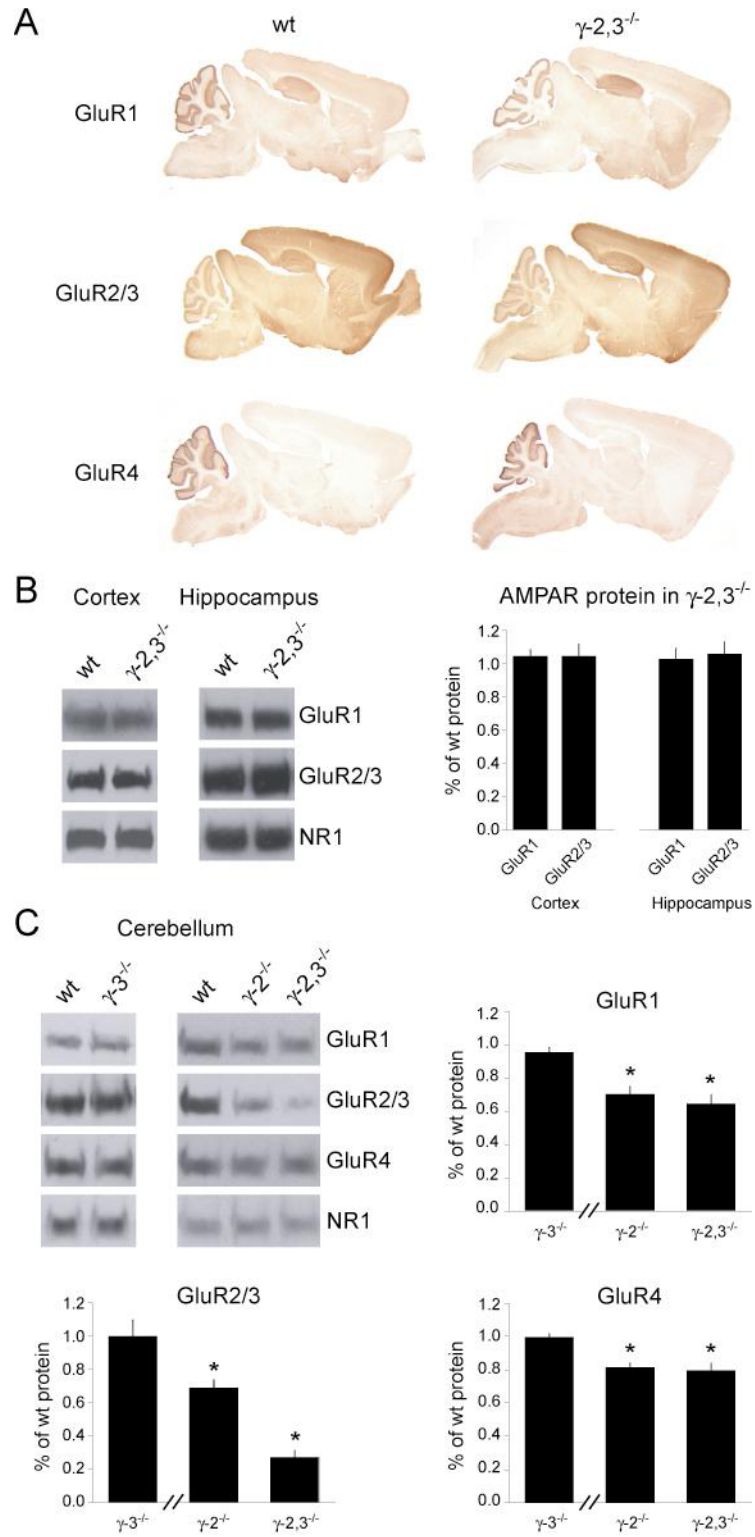 A
wt γ-2,3-/-
GluR1
GluR2/3
GluR4
B
Cortex Hippocampus
wt γ-2,3-/- wt γ-2,3-/-
GluR1
GluR2/3
NR1
AMPAR protein in γ-2,3-/-
% of wt protein
1.2
1.0
0.8
0.6
0.4
0.2
0.0
GluR1 GluR2/3 GluR1 GluR2/3
Cortex Hippocampus
C
Cerebellum
wt γ-3-/- wt γ-2-/- γ-2,3-/-
GluR1
GluR2/3
GluR4
NR1
GluR1
% of wt protein
1.2
1.0
0.8
0.6
0.4
0.2
0.0
* *
γ-3-/- // γ-2-/- γ-2,3-/-
GluR2/3
% of wt protein
1.2
1.0
0.8
0.6
0.4
0.2
0.0
*
*
γ-3-/- // γ-2-/- γ-2,3-/-
GluR4
% of wt protein
1.2
1.0
0.8
0.6
0.4
0.2
0.0
* *
γ-3-/- // γ-2-/- γ-2,3-/-